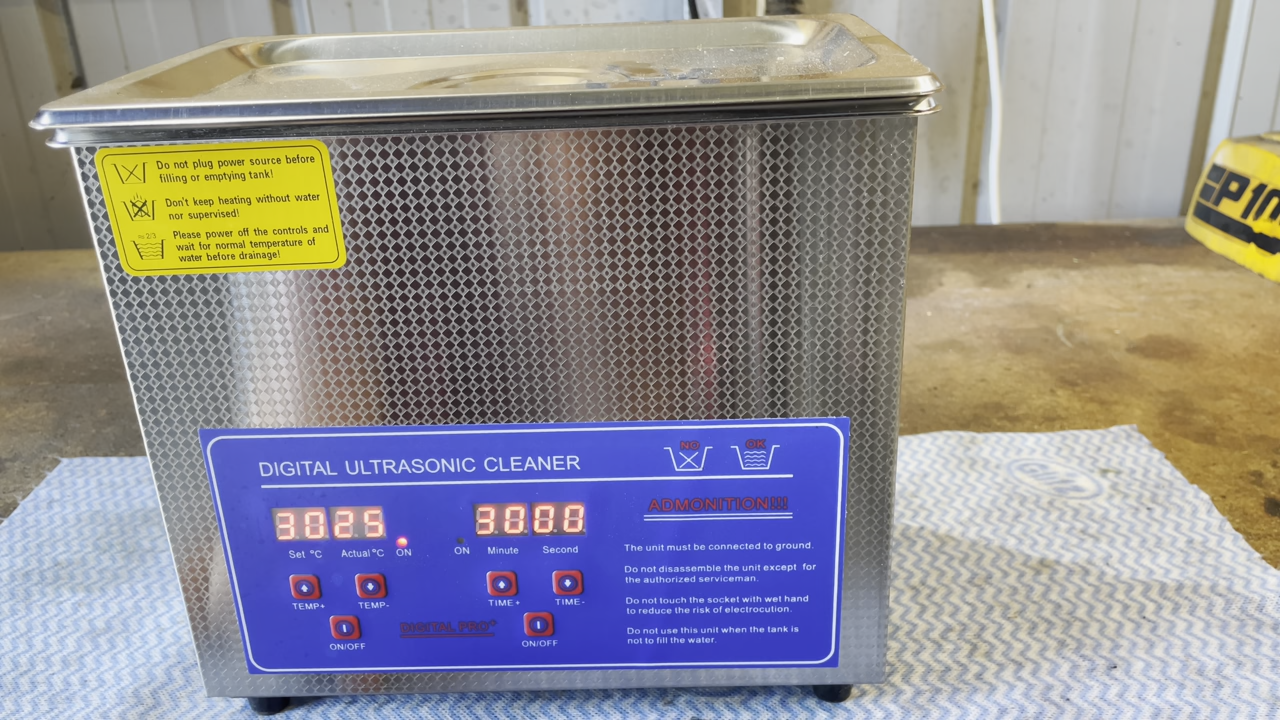 Do not plug power source before
filling or emptying tank!
Don't keep heating without water
nor supervised!
Please power off the controls and
wait for normal temperature of
water before drainage!
DIGITAL ULTRASONIC CLEANER
NO OK
ADMONITION!!!
3025 3000
Set °C Actual°C ON ON Minute Second
TEMP+ TEMP- TIME+ TIME-
ON/OFF DIGITAL PRO+ ON/OFF
The unit must be connected to ground.
Do not disassemble the unit except for
the authorized serviceman.
Do not touch the socket with wet hand
to reduce the risk of electrocution.
Do not use this unit when the tank is
not to fill the water.
P10